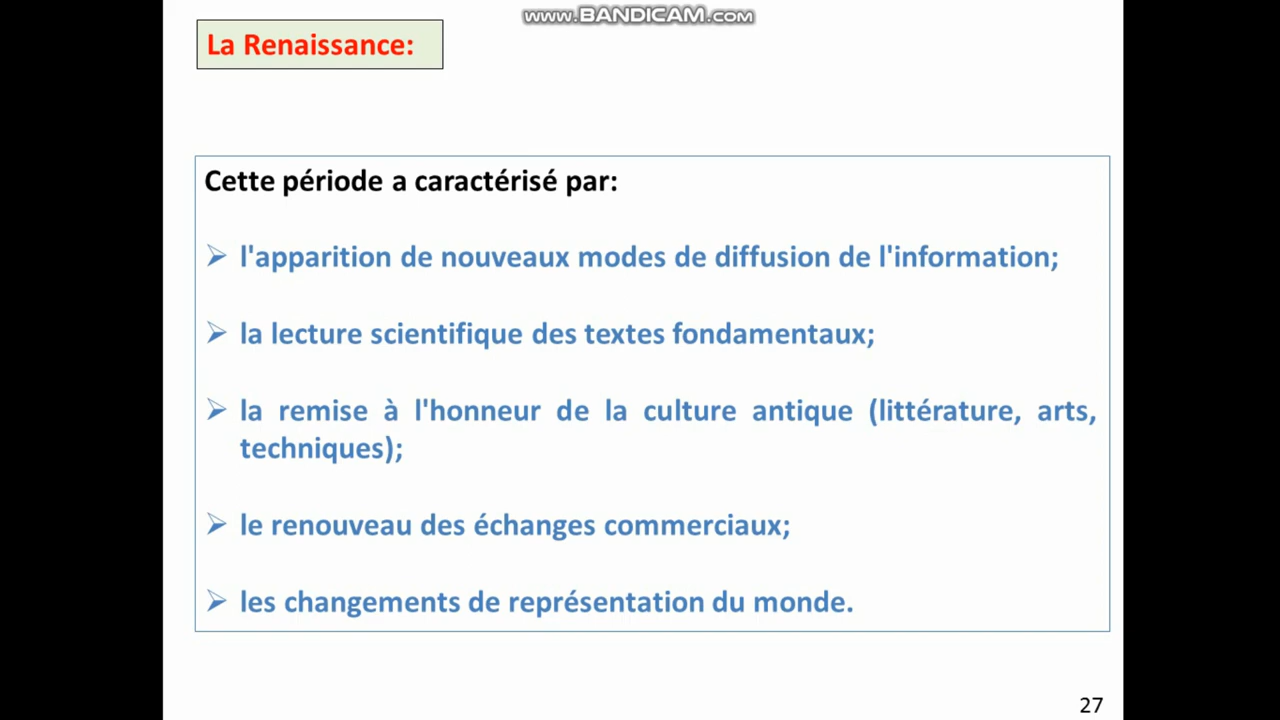 www.BANDICAM.com
La Renaissance:
Cette période a caractérisé par:
l'apparition de nouveaux modes de diffusion de l'information;
la lecture scientifique des textes fondamentaux;
la remise à l'honneur de la culture antique (littérature, arts,
techniques);
le renouveau des échanges commerciaux;
les changements de représentation du monde.
27